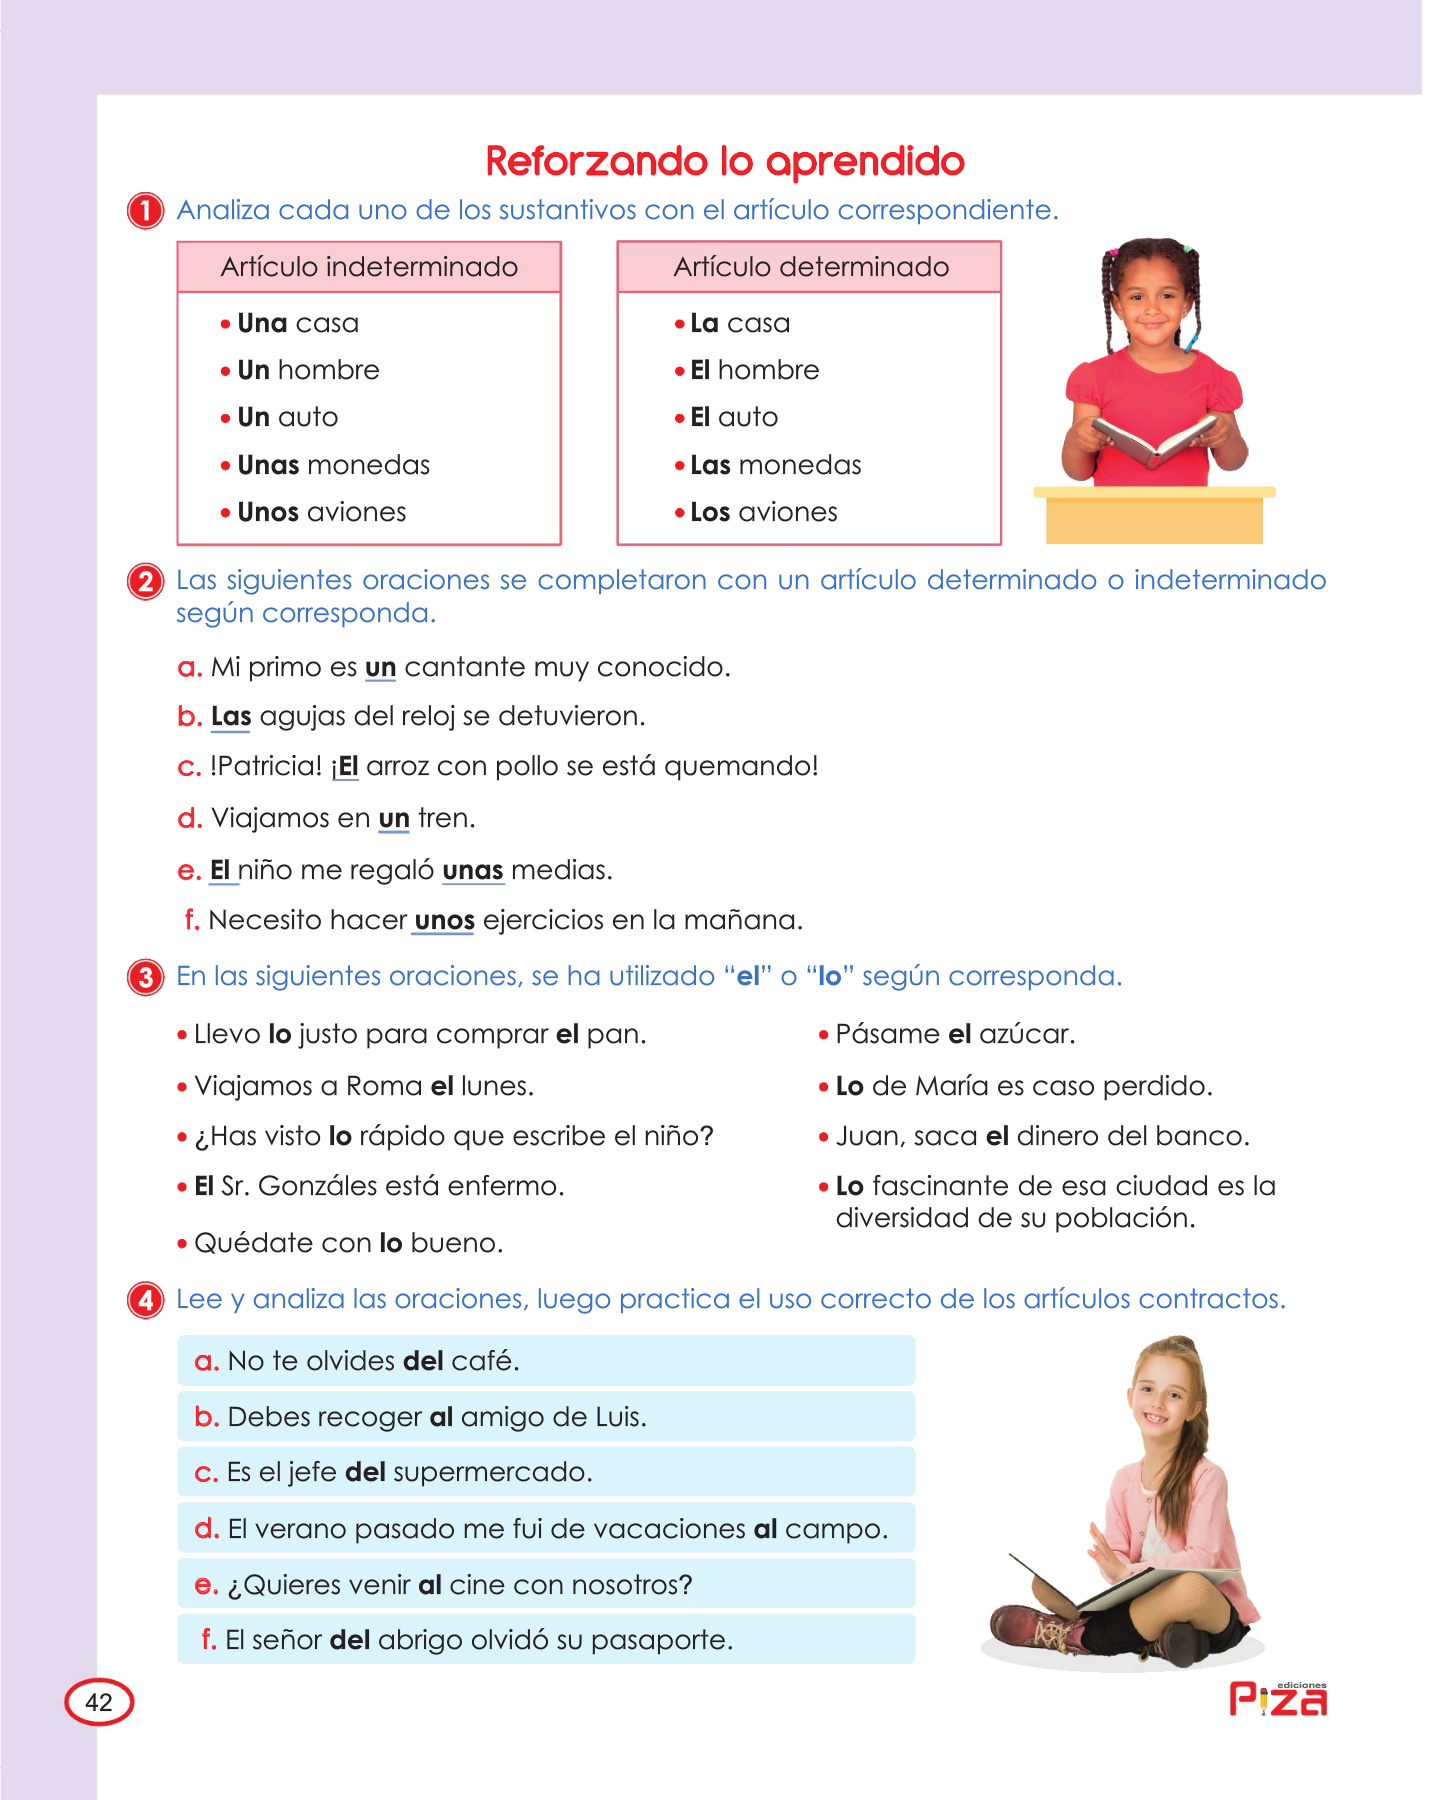 Reforzando lo aprendido
1 Analiza cada uno de los sustantivos con el artículo correspondiente.
Artículo indeterminado
• Una casa
• Un hombre
• Un auto
• Unas monedas
• Unos aviones
Artículo determinado
• La casa
• El hombre
• El auto
• Las monedas
• Los aviones
2 Las siguientes oraciones se completaron con un artículo determinado o indeterminado
según corresponda.
a. Mi primo es un cantante muy conocido.
b. Las agujas del reloj se detuvieron.
c. !Patricia! ¡El arroz con pollo se está quemando!
d. Viajamos en un tren.
e. El niño me regaló unas medias.
f. Necesito hacer unos ejercicios en la mañana.
3 En las siguientes oraciones, se ha utilizado “el” o “lo” según corresponda.
• Llevo lo justo para comprar el pan.
• Viajamos a Roma el lunes.
• ¿Has visto lo rápido que escribe el niño?
• El Sr. Gonzáles está enfermo.
• Quédate con lo bueno.
• Pásame el azúcar.
• Lo de María es caso perdido.
• Juan, saca el dinero del banco.
• Lo fascinante de esa ciudad es la
diversidad de su población.
4 Lee y analiza las oraciones, luego practica el uso correcto de los artículos contractos.
a. No te olvides del café.
b. Debes recoger al amigo de Luis.
c. Es el jefe del supermercado.
d. El verano pasado me fui de vacaciones al campo.
e. ¿Quieres venir al cine con nosotros?
f. El señor del abrigo olvidó su pasaporte.
42
ediciones
Piza